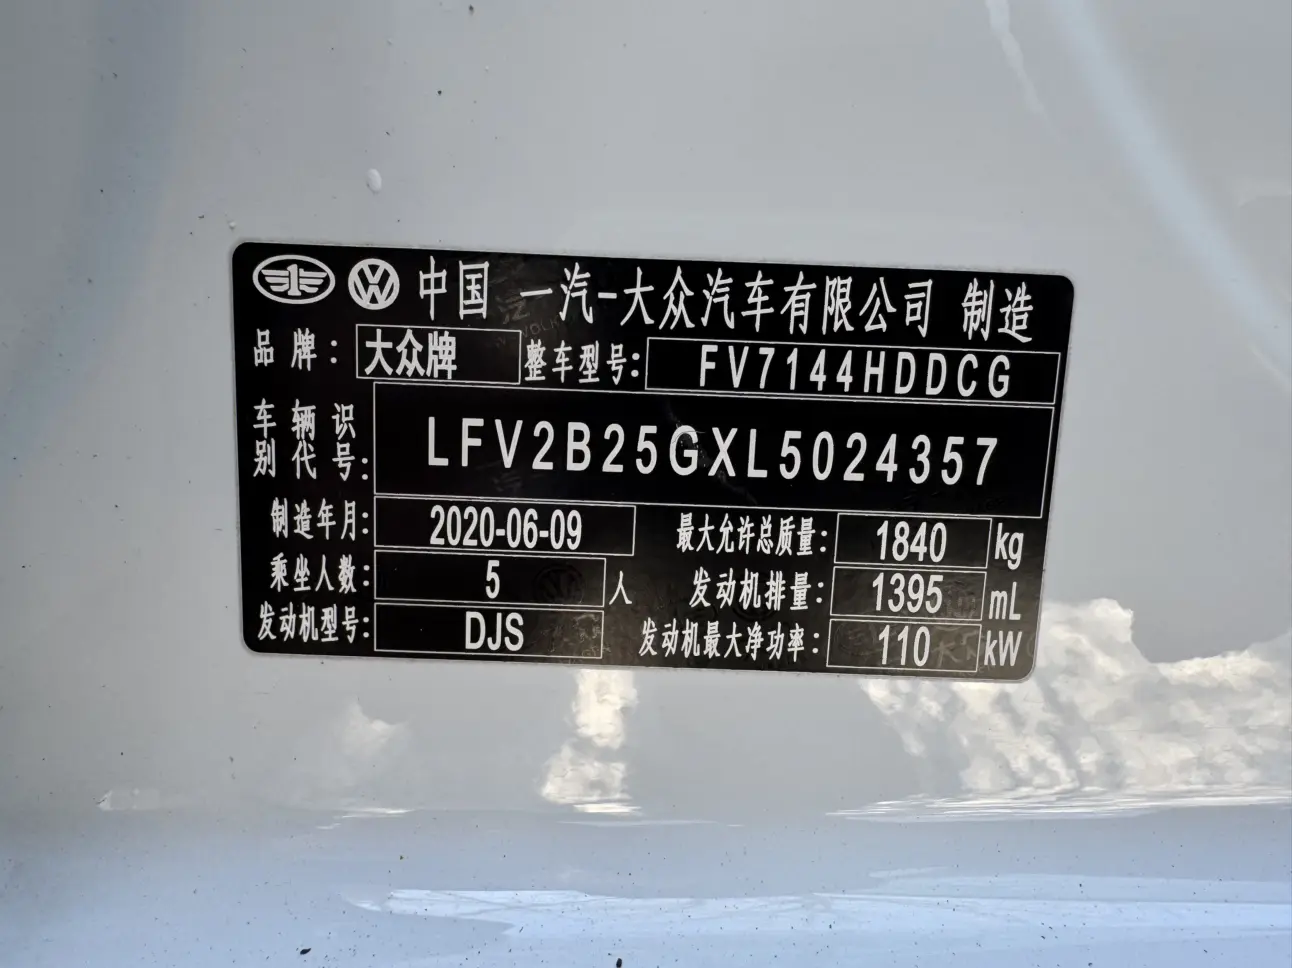 中国 一汽-大众汽车有限公司 制造
品牌: 大众牌 整车型号: FV7144HDDCG
车辆识别代号: LFV2B25GXL5024357
制造年月: 2020-06-09 最大允许总质量: 1840 kg
乘坐人数: 5 人 发动机排量: 1395 mL
发动机型号: DJS 发动机最大净功率: 110 kW